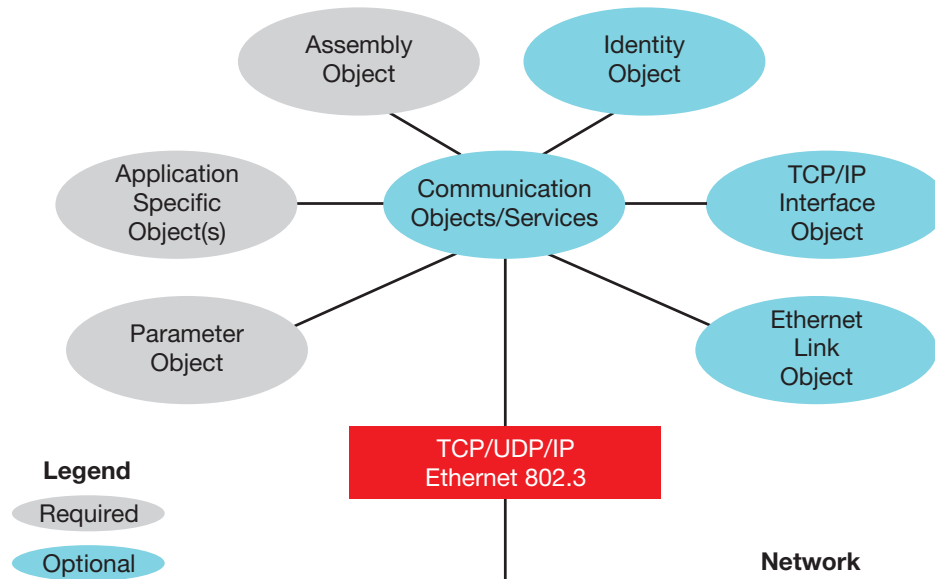 Assembly
Object
Identity
Object
Application
Specific
Object(s)
Communication
Objects/Services
TCP/IP
Interface
Object
Parameter
Object
Ethernet
Link
Object
TCP/UDP/IP
Ethernet 802.3
Legend
Required
Optional
Network